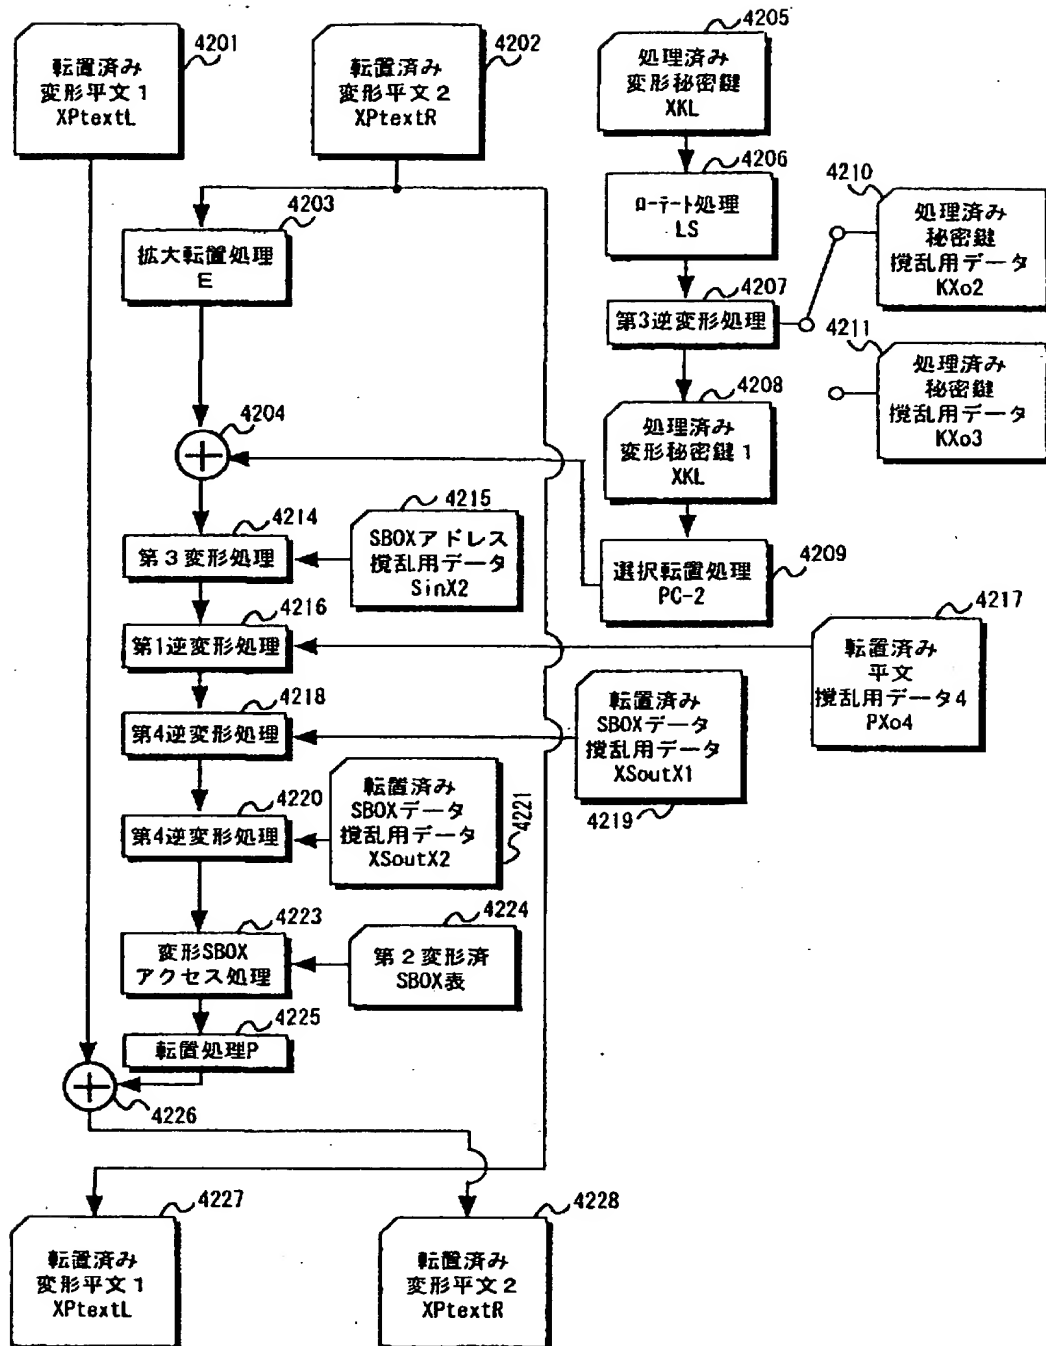 4201
転置済み
変形平文1
XPtextL
4202
転置済み
変形平文2
XPtextR
4205
処理済み
変形秘密鍵
XKL
4206
ﾛｰﾃｰﾄ処理
LS
4203
拡大転置処理
E
4207
第3逆変形処理
4210
処理済み
秘密鍵
撹乱用データ
KXo2
4211
処理済み
秘密鍵
撹乱用データ
KXo3
4208
処理済み
変形秘密鍵1
XKL
4204
4209
選択転置処理
PC-2
4214
第3変形処理
4215
SBOXアドレス
撹乱用データ
SinX2
4216
第1逆変形処理
4217
転置済み
平文
撹乱用データ4
PXo4
4218
第4逆変形処理
転置済み
SBOXデータ
撹乱用データ
XSoutX1
4219
4220
第4逆変形処理
転置済み
SBOXデータ
撹乱用データ
XSoutX2
4221
4223
変形SBOX
アクセス処理
4224
第2変形済
SBOX表
4225
転置処理P
4226
4227
転置済み
変形平文1
XPtextL
4228
転置済み
変形平文2
XPtextR